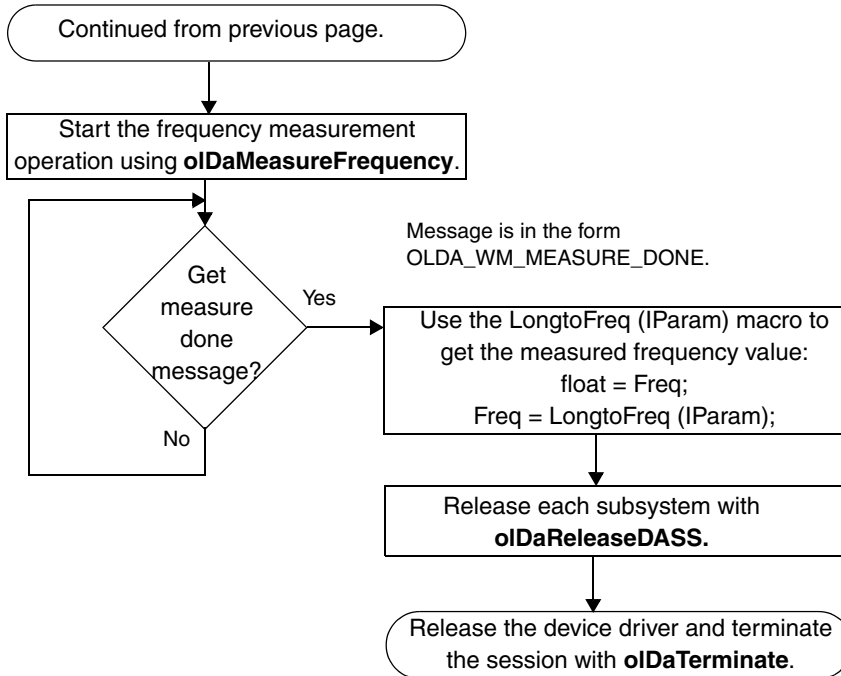 Continued from previous page.
Start the frequency measurement
operation using olDaMeasureFrequency.
Message is in the form
OLDA_WM_MEASURE_DONE.
Get
measure
done
message?
Yes
No
Use the LongtoFreq (lParam) macro to
get the measured frequency value:
float = Freq;
Freq = LongtoFreq (lParam);
Release each subsystem with
olDaReleaseDASS.
Release the device driver and terminate
the session with olDaTerminate.